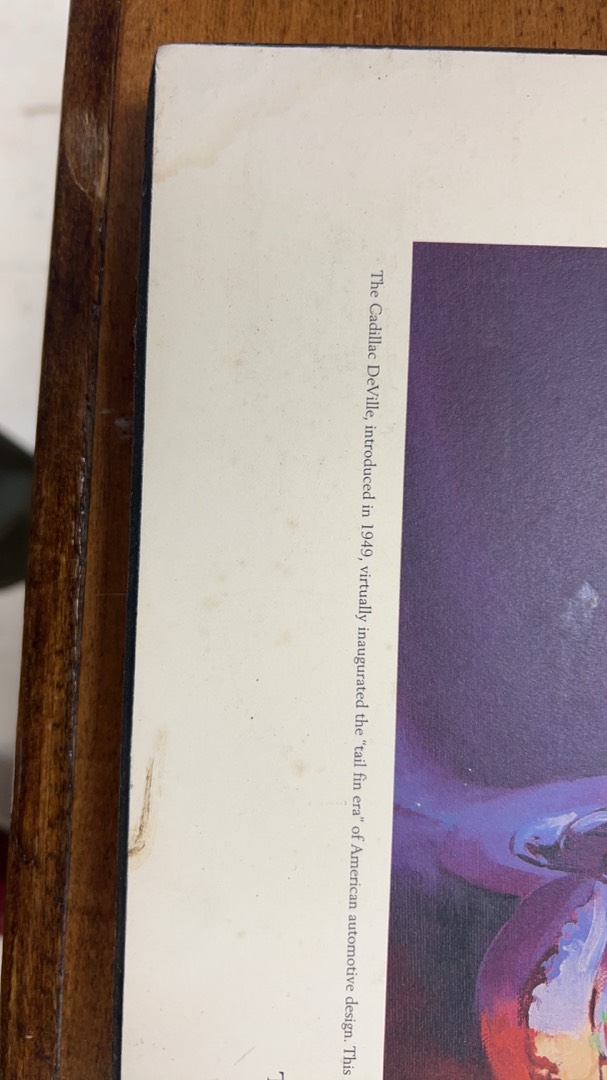 The Cadillac DeVille, introduced in 1949, virtually inaugurated the "tail fin era" of American automotive design. This